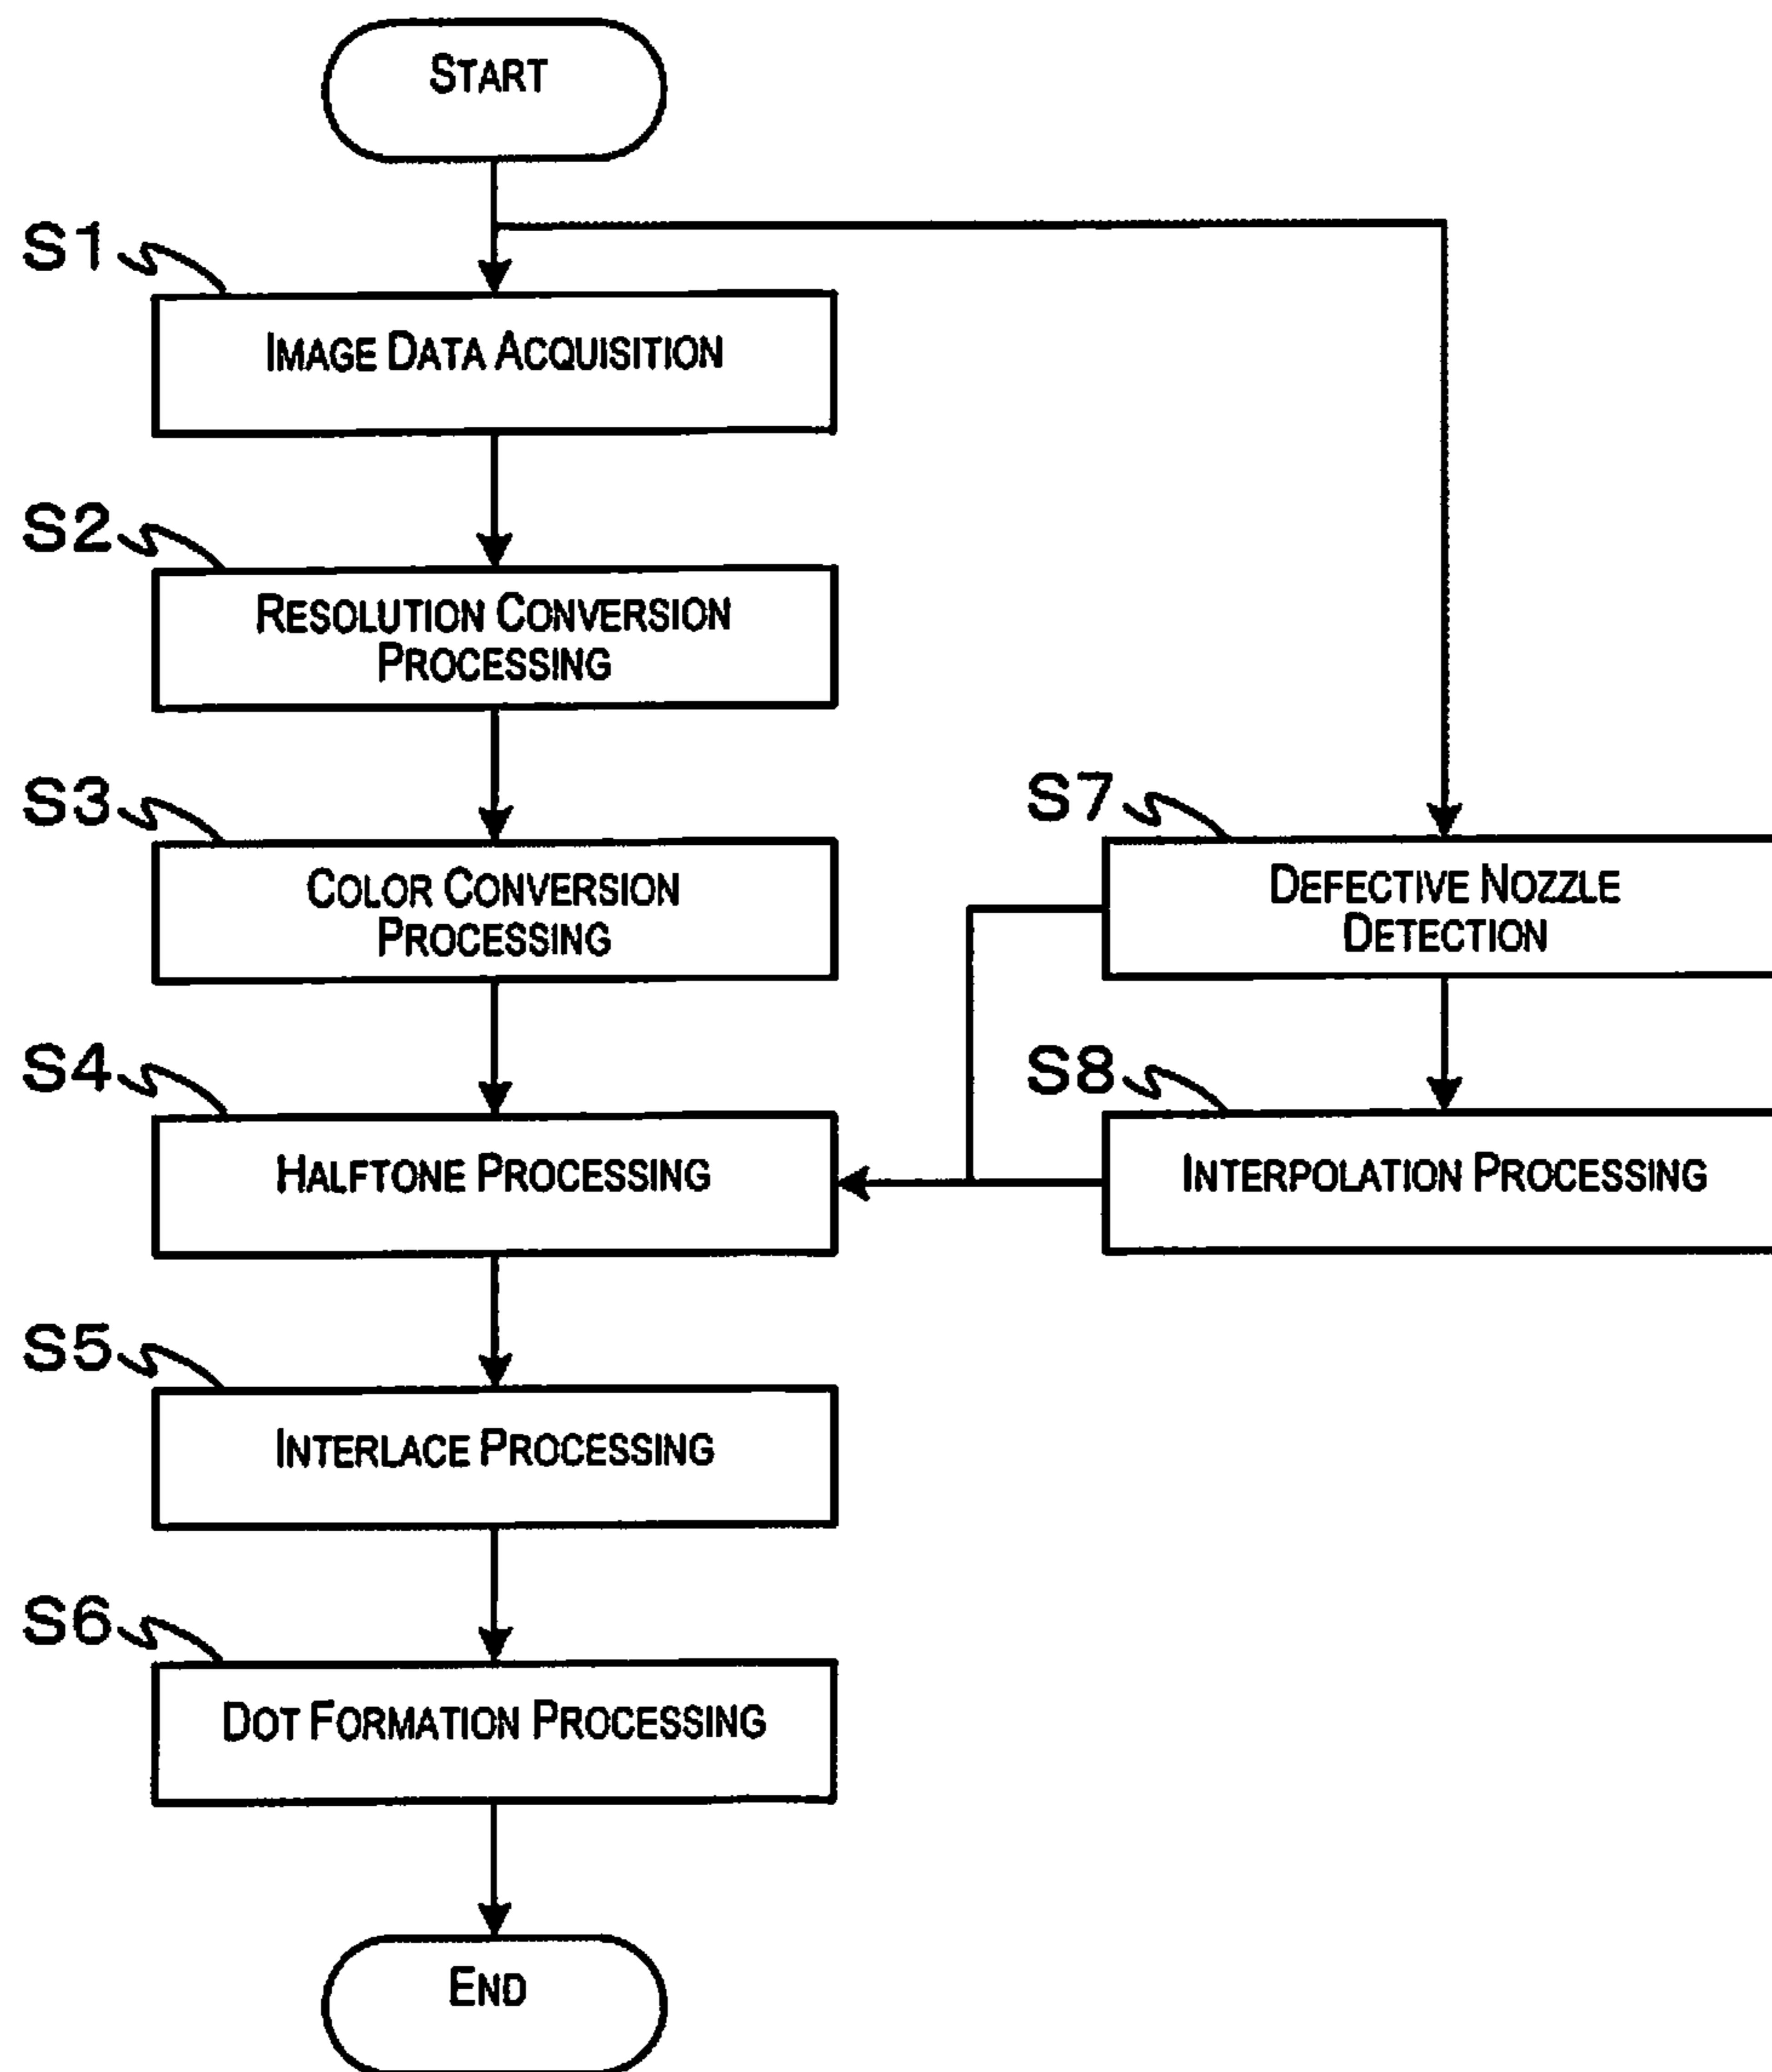 START
S1
IMAGE DATA ACQUISITION
S2
RESOLUTION CONVERSION
PROCESSING
S3
COLOR CONVERSION
PROCESSING
S7
DEFECTIVE NOZZLE
DETECTION
S4
HALFTONE PROCESSING
S8
INTERPOLATION PROCESSING
S5
INTERLACE PROCESSING
S6
DOT FORMATION PROCESSING
END